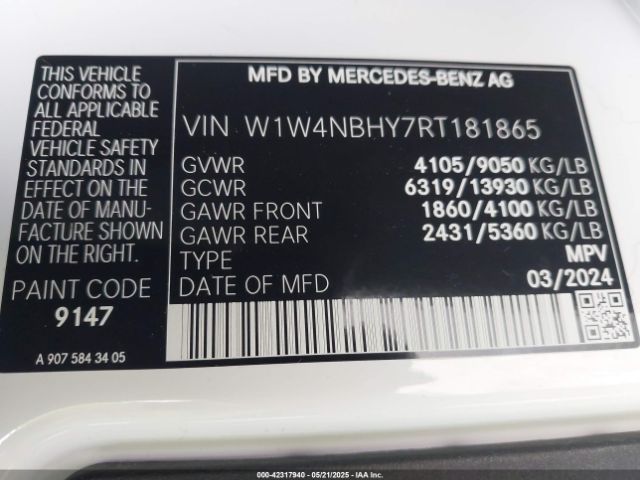 THIS VEHICLE
CONFORMS TO
ALL APPLICABLE
FEDERAL
VEHICLE SAFETY
STANDARDS IN
EFFECT ON THE
DATE OF MANU-
FACTURE SHOWN
ON THE RIGHT.
PAINT CODE
9147
A 907 584 34 05
MFD BY MERCEDES-BENZ AG
VIN W1W4NBHY7RT181865
GVWR 4105/9050 KG/LB
GCWR 6319/13930 KG/LB
GAWR FRONT 1860/4100 KG/LB
GAWR REAR 2431/5360 KG/LB
TYPE MPV
DATE OF MFD 03/2024
000-42317940 - 05/21/2025 - IAAI